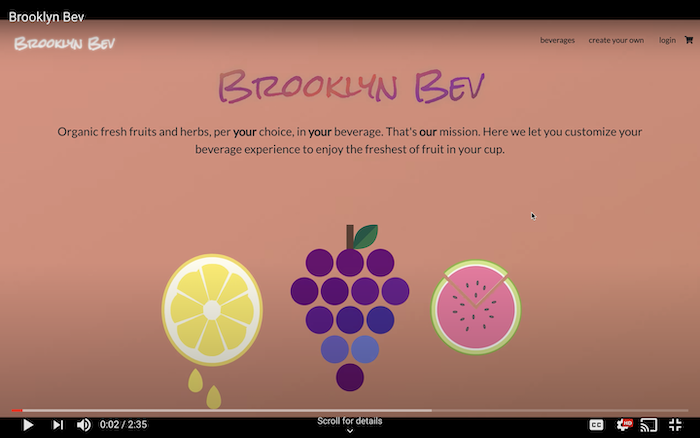 Brooklyn Bev
Brooklyn Bev
beverages create your own login
Brooklyn Bev
Organic fresh fruits and herbs, per your choice, in your beverage. That's our mission. Here we let you customize your
beverage experience to enjoy the freshest of fruit in your cup.
0:02 / 2:35
Scroll for details
CC
HD